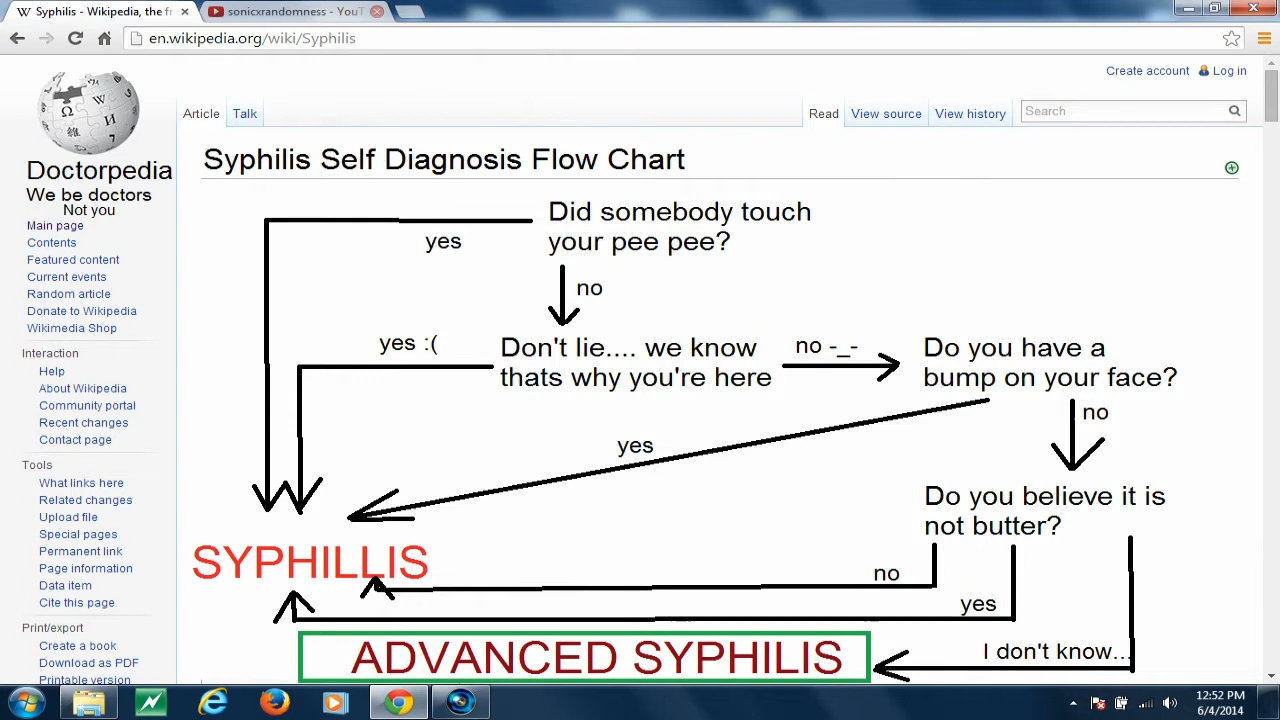 Syphilis - Wikipedia, the fr
sonicxrandomness - YouT
en.wikipedia.org/wiki/Syphilis
Create account Log in
Article Talk Read View source View history Search
Doctorpedia
We be doctors
Not you
Main page
Contents
Featured content
Current events
Random article
Donate to Wikipedia
Wikimedia Shop
Interaction
Help
About Wikipedia
Community portal
Recent changes
Contact page
Tools
What links here
Related changes
Upload file
Special pages
Permanent link
Page information
Data item
Cite this page
Print/export
Create a book
Download as PDF
Printable version
Syphilis Self Diagnosis Flow Chart
Did somebody touch
your pee pee?
yes
no
Don't lie.... we know
thats why you're here
yes :(
no -_-
Do you have a
bump on your face?
yes
no
Do you believe it is
not butter?
no
yes
I don't know...
SYPHILLIS
ADVANCED SYPHILIS
12:52 PM
6/4/2014